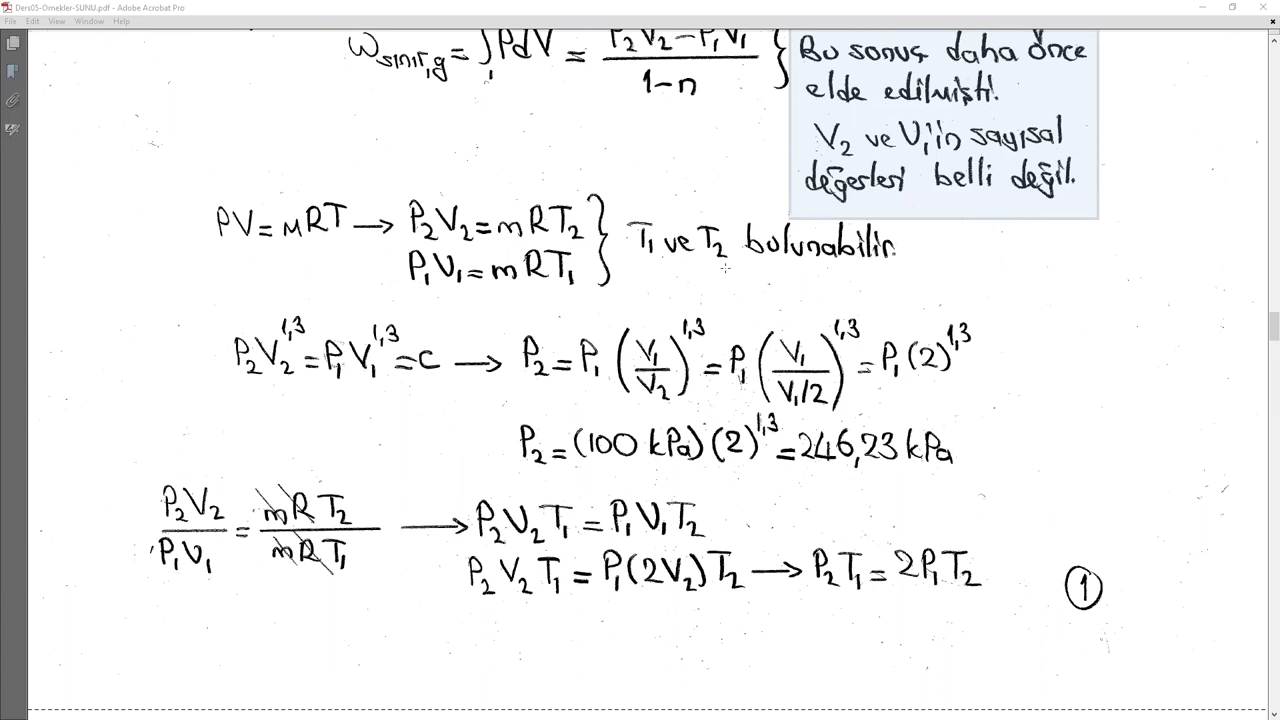 Ders05-Ornekler-SUNU.pdf - Adobe Acrobat Pro
File Edit View Window Help
Wsınır,g = ∫₁ PdV = P₂V₂-P₁V₁ / 1-n }
Bu sonuç daha önce
elde edilmişti.
V₂ ve V₁'in sayısal
değerleri belli değil.
PV=mRT → P₂V₂=mRT₂
P₁V₁=mRT₁ } T₁ ve T₂ bulunabilir.
P₂V₂^1,3 = P₁V₁^1,3 = C → P₂ = P₁ (V₁/V₂)^1,3 = P₁ (V₁/(V₁/2))^1,3 = P₁(2)^1,3
P₂ = (100 kPa)(2)^1,3 = 246,23 kPa
P₂V₂/P₁V₁ = mRT₂/mRT₁ → P₂V₂T₁ = P₁V₁T₂
P₂V₂T₁ = P₁(2V₂)T₂ → P₂T₁ = 2P₁T₂
1